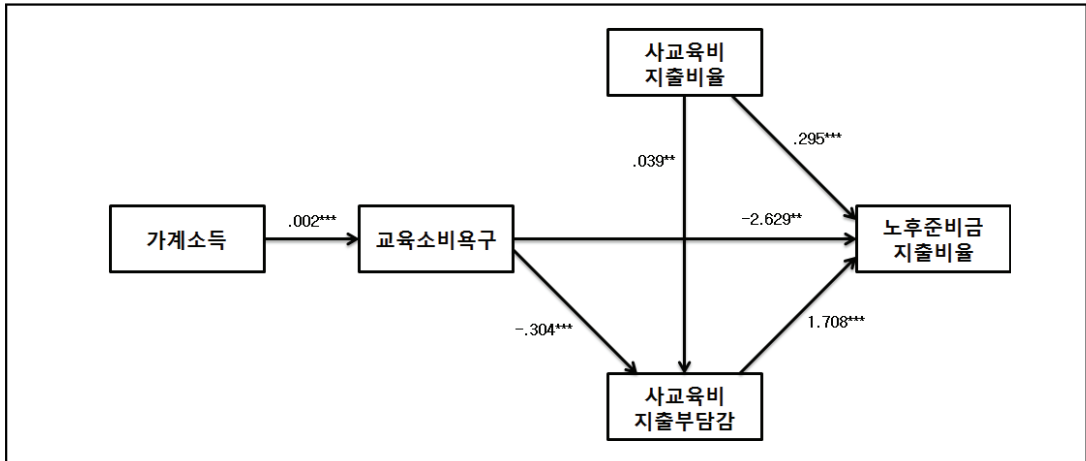 사교육비
지출비율
.295***
.039**
.002***
-2.629**
가계소득
교육소비욕구
노후준비금
지출비율
-.304***
1.708***
사교육비
지출부담감